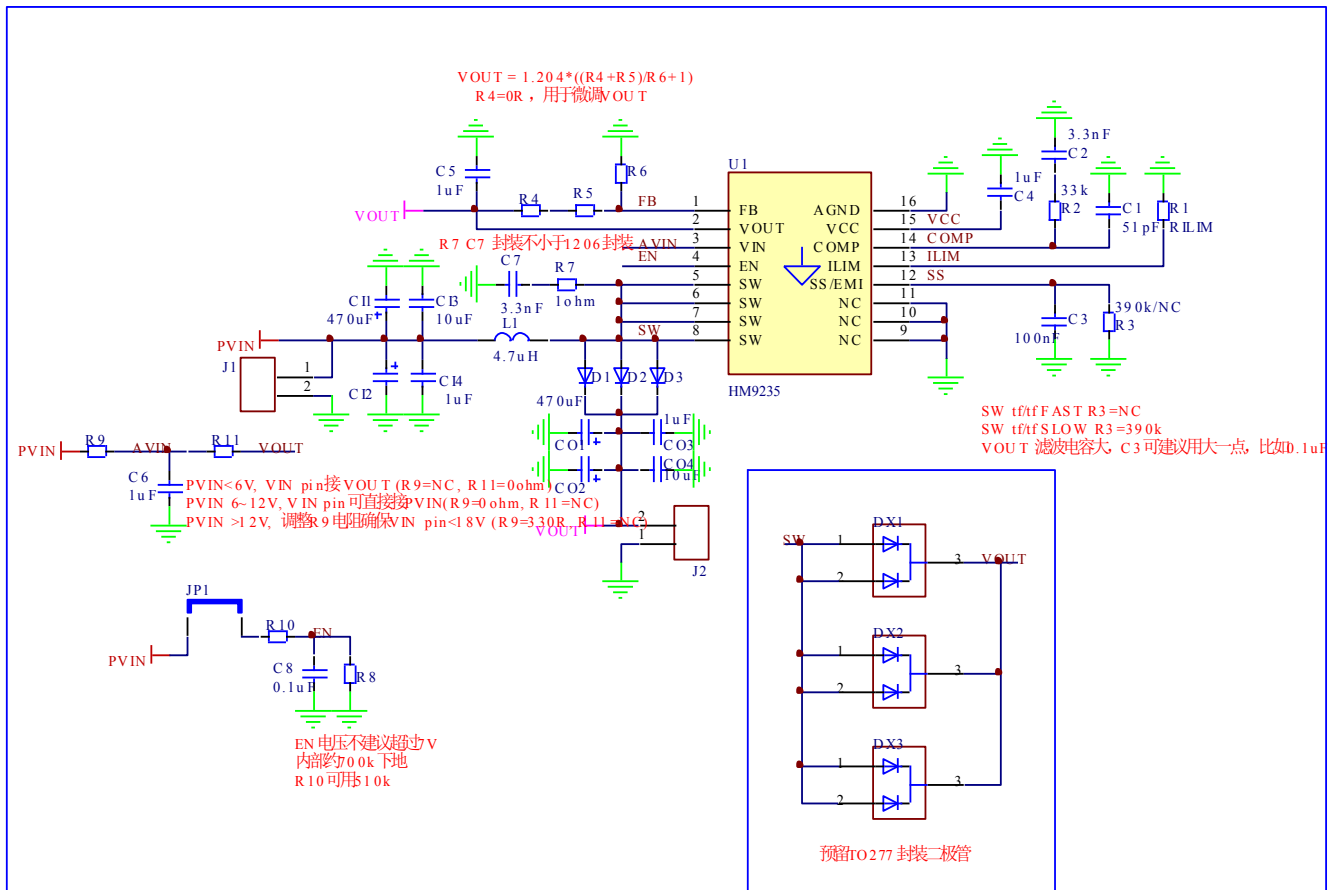 VOUT = 1.204*((R4+R5)/R6+1)
R4=0R ，用于微调VOUT
C5
1uF
R6
R4
R5
FB
VOUT
R7 C7 封装不小于1206封装
AVIN
EN
C7
3.3nF
R7
1ohm
U1
1
2
3
4
5
6
7
8
FB
VOUT
VIN
EN
SW
SW
SW
SW
AGND
VCC
COMP
ILIM
SS/EMI
NC
NC
NC
16
15
14
13
12
11
10
9
HM9235
VCC
COMP
ILIM
SS
1uF
C4
3.3nF
C2
33k
R2
C1
51pF
R1
RILIM
C3
100nF
390k/NC
R3
CI1
470uF
+
CI3
10uF
L1
4.7uH
SW
PVIN
J1
1
2
CI2
+
CI4
1uF
D1
D2
D3
470uF
1uF
CO1
+
CO3
CO2
+
CO4
10uF
VOUT
2
1
J2
SW tf/tf FAST R3=NC
SW tf/tf SLOW R3=390k
VOUT 滤波电容大，C3可建议用大一点，比如0.1uF
PVIN
R9
AVIN
R11
VOUT
C6
1uF
PVIN<6V, VIN pin接VOUT (R9=NC, R11=0ohm)
PVIN 6~12V, VIN pin可直接接PVIN(R9=0ohm, R11=NC)
PVIN >12V, 调整R9电阻确保VIN pin<18V (R9=330R, R11=NC)
JP1
PVIN
R10
EN
C8
0.1uF
R8
EN电压不建议超过7V
内部约700k下地
R10可用510k
SW
DX1
1
2
3
VOUT
DX2
1
2
3
DX3
1
2
3
预留TO277封装二极管